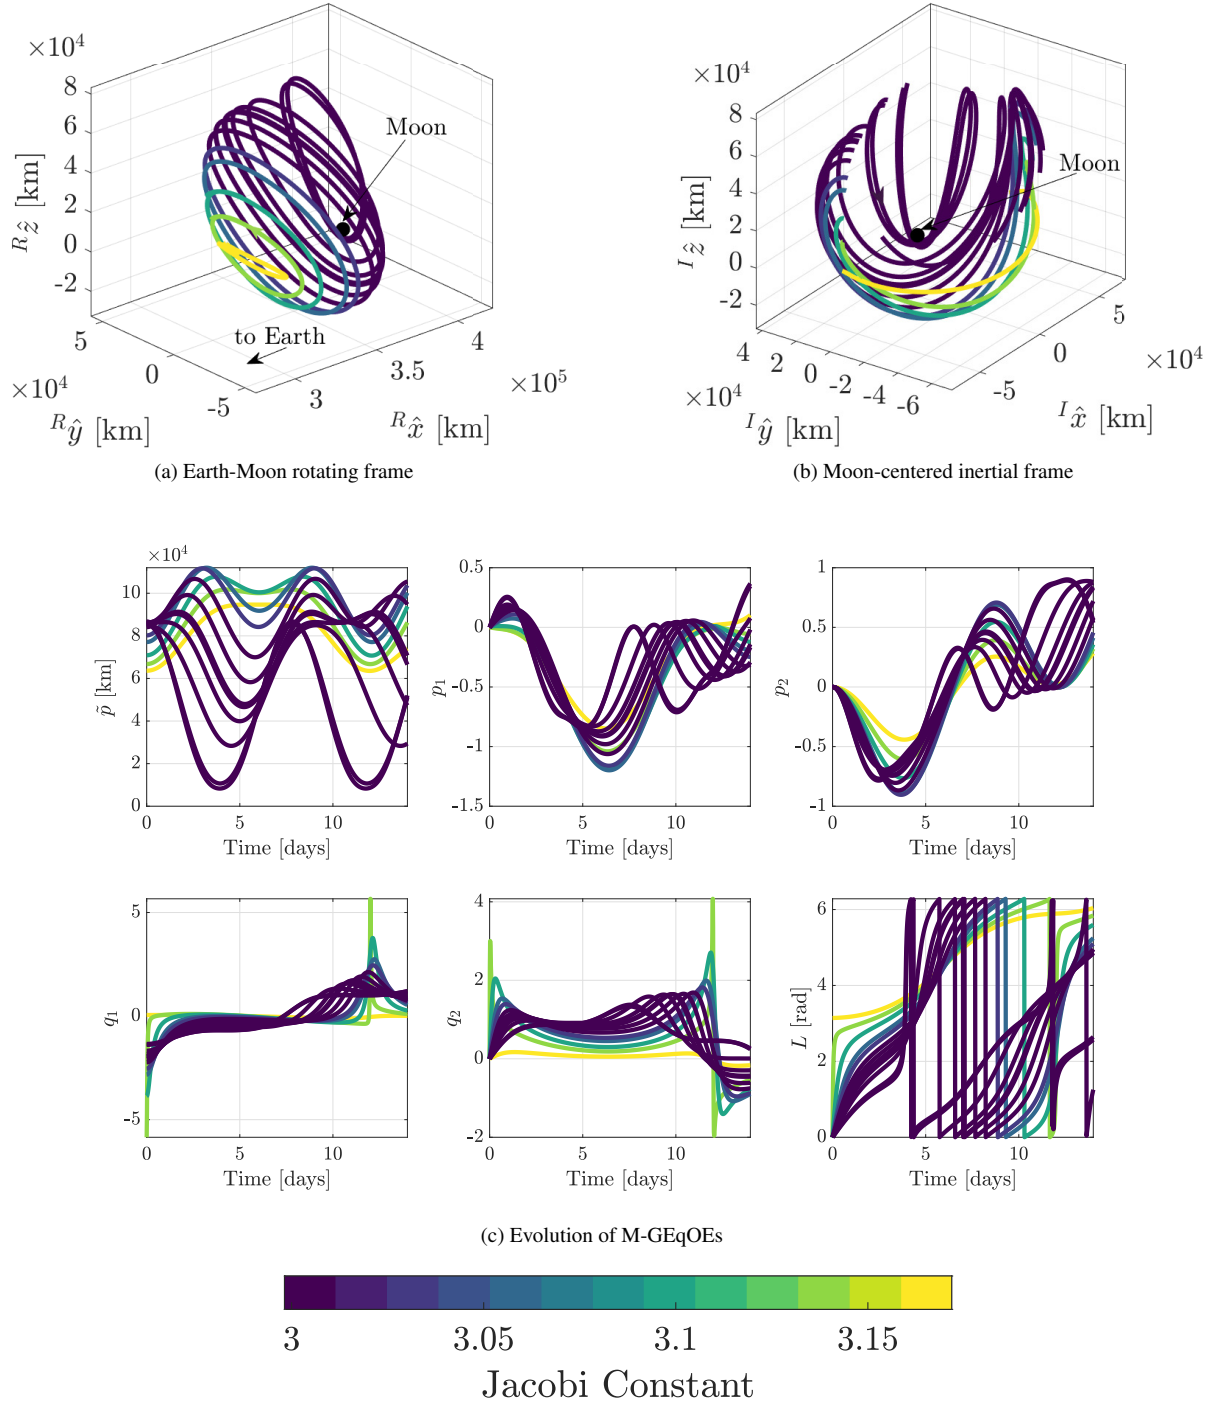 ×10⁴
8
6
4
2
0
-2
ᴿẑ [km]
Moon
to Earth
5
0
-5
×10⁴
ᴿŷ [km]
3
3.5
4
×10⁵
ᴿx̂ [km]
(a) Earth-Moon rotating frame
×10⁴
8
6
4
2
0
-2
ᴵẑ [km]
Moon
4
2
0
-2
-4
-6
×10⁴
ᴵŷ [km]
-5
0
5
×10⁴
ᴵx̂ [km]
(b) Moon-centered inertial frame
×10⁴
10
8
6
4
2
0
p̃ [km]
0 5 10
Time [days]
0.5
0
-0.5
-1
-1.5
p₁
0 5 10
Time [days]
1
0.5
0
-0.5
-1
p₂
0 5 10
Time [days]
5
0
-5
q₁
0 5 10
Time [days]
4
2
0
-2
q₂
0 5 10
Time [days]
6
4
2
0
L [rad]
0 5 10
Time [days]
(c) Evolution of M-GEqOEs
3 3.05 3.1 3.15
Jacobi Constant